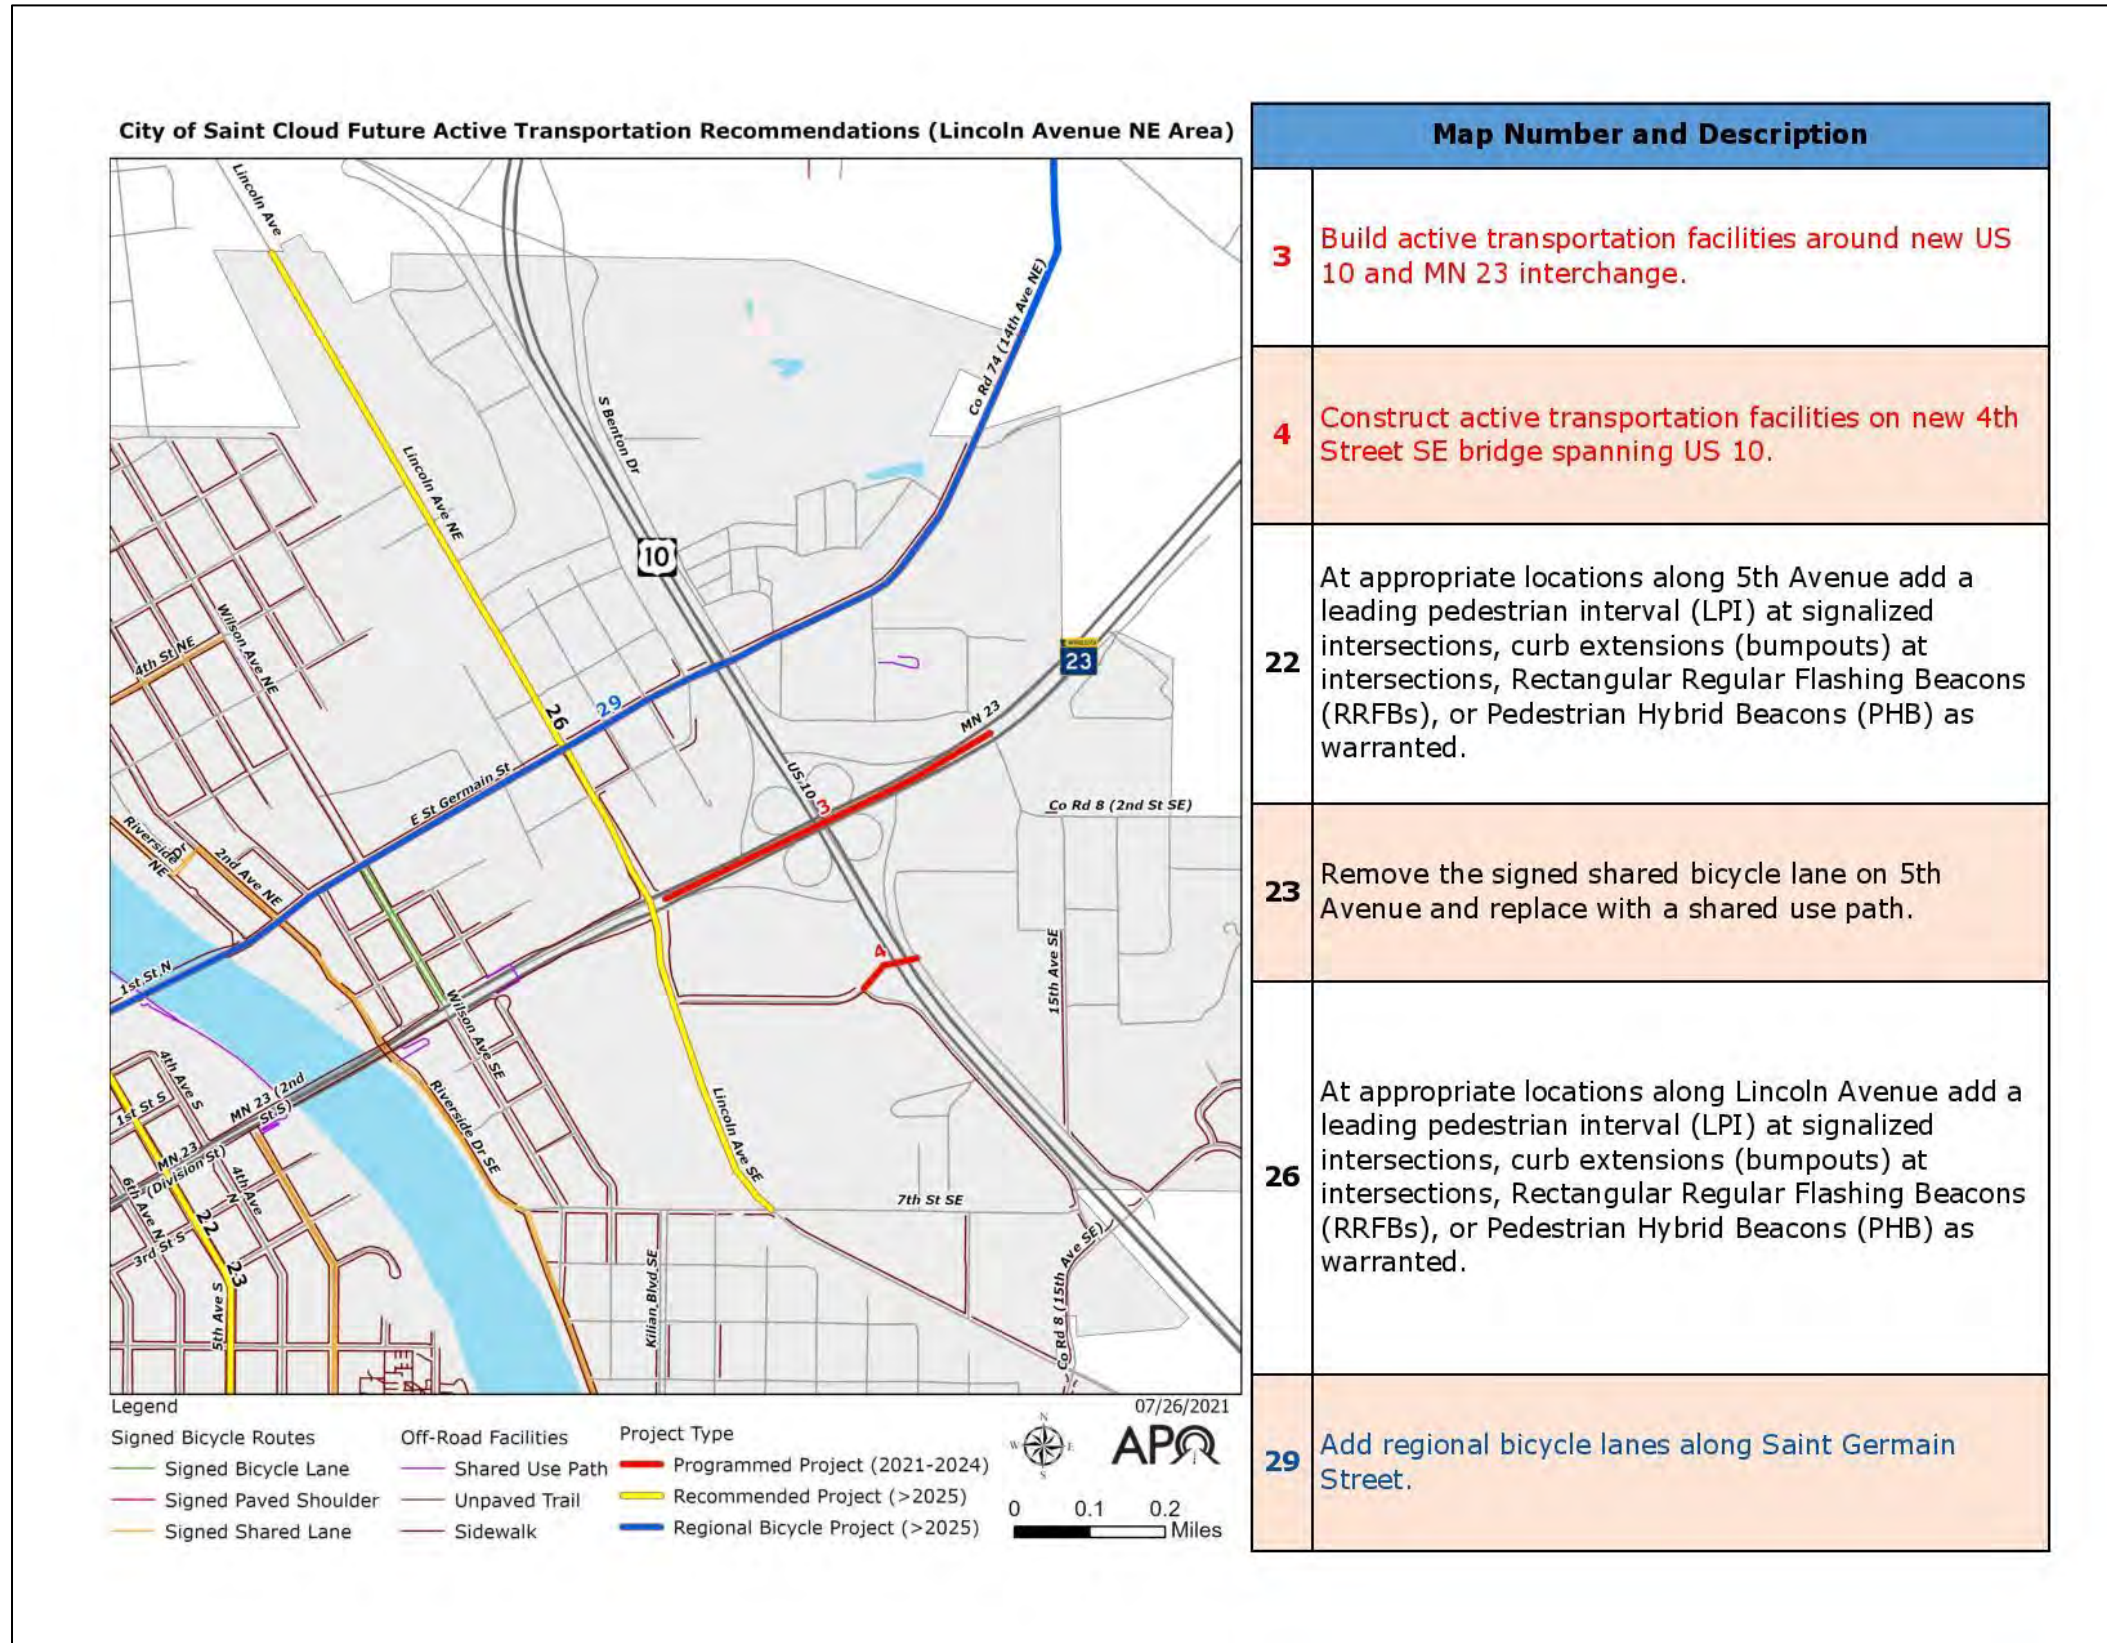 City of Saint Cloud Future Active Transportation Recommendations (Lincoln Avenue NE Area)
Lincoln Ave
Co Rd 74 (14th Ave NE)
S Benton Dr
Lincoln Ave NE
10
Wilson Ave NE
4th St NE
23
26
29
MN 23
US 10
3
E St Germain St
Co Rd 8 (2nd St SE)
Riverside Dr
NE
2nd Ave NE
15th Ave SE
4
1st St N
Wilson Ave SE
4th Ave S
MN 23 (2nd
St S)
1st St S
Riverside Dr SE
Lincoln Ave SE
MN 23
(Division St)
4th Ave
N
6th Ave N
7th St SE
22
3rd St S
23
Co Rd 8 (15th Ave SE)
Kilian Blvd SE
5th Ave S
Legend
07/26/2021
Signed Bicycle Routes
Signed Bicycle Lane
Signed Paved Shoulder
Signed Shared Lane
Off-Road Facilities
Shared Use Path
Unpaved Trail
Sidewalk
Project Type
Programmed Project (2021-2024)
Recommended Project (>2025)
Regional Bicycle Project (>2025)
N
W
E
S
APO
0 0.1 0.2
Miles
Map Number and Description
3
Build active transportation facilities around new US
10 and MN 23 interchange.
4
Construct active transportation facilities on new 4th
Street SE bridge spanning US 10.
22
At appropriate locations along 5th Avenue add a
leading pedestrian interval (LPI) at signalized
intersections, curb extensions (bumpouts) at
intersections, Rectangular Regular Flashing Beacons
(RRFBs), or Pedestrian Hybrid Beacons (PHB) as
warranted.
23
Remove the signed shared bicycle lane on 5th
Avenue and replace with a shared use path.
26
At appropriate locations along Lincoln Avenue add a
leading pedestrian interval (LPI) at signalized
intersections, curb extensions (bumpouts) at
intersections, Rectangular Regular Flashing Beacons
(RRFBs), or Pedestrian Hybrid Beacons (PHB) as
warranted.
29
Add regional bicycle lanes along Saint Germain
Street.